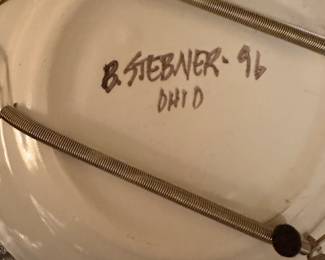 B. STEBNER - 96
OHIO